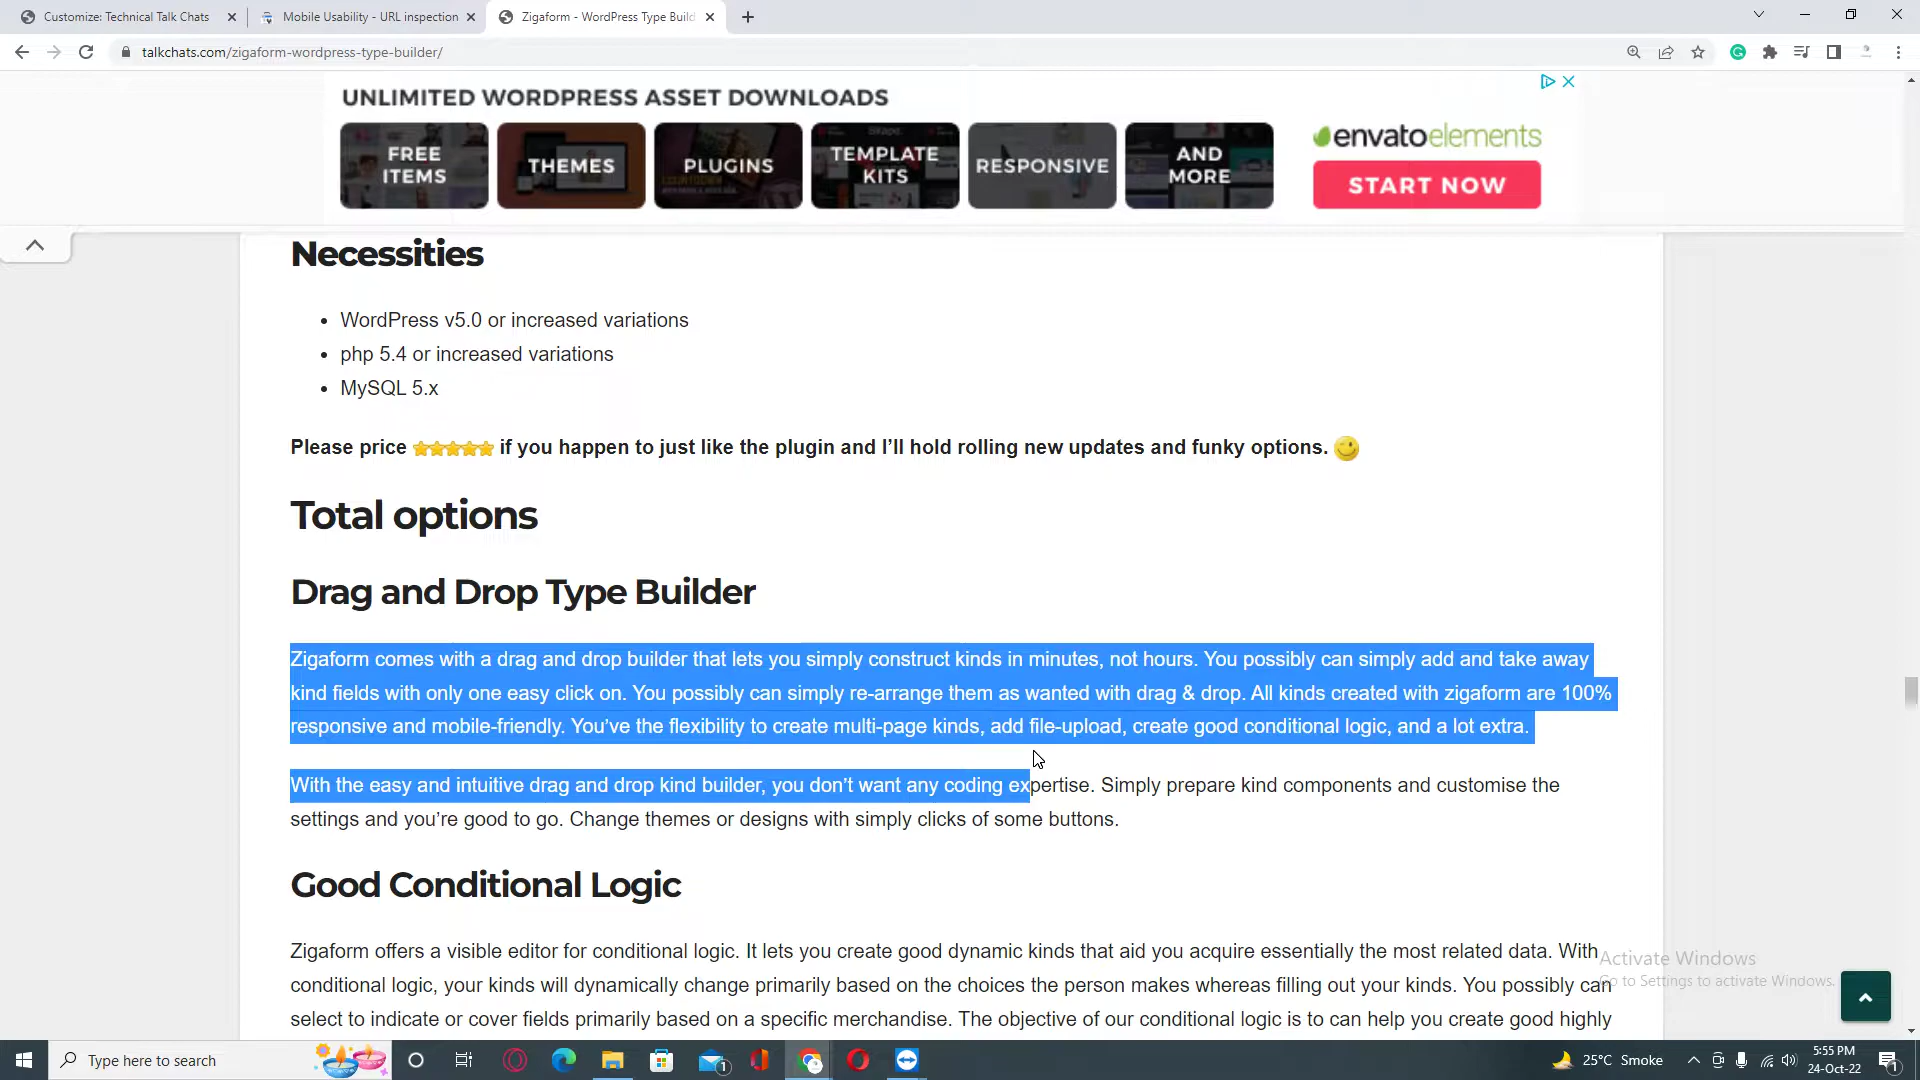 Customize: Technical Talk Chats
Mobile Usability - URL inspection
Zigaform - WordPress Type Build
talkchats.com/zigaform-wordpress-type-builder/
UNLIMITED WORDPRESS ASSET DOWNLOADS
FREE ITEMS
THEMES
PLUGINS
TEMPLATE KITS
RESPONSIVE
AND MORE
envatoelements
START NOW
Necessities
• WordPress v5.0 or increased variations
• php 5.4 or increased variations
• MySQL 5.x
Please price ⭐⭐⭐⭐⭐ if you happen to just like the plugin and I’ll hold rolling new updates and funky options. 😉
Total options
Drag and Drop Type Builder
Zigaform comes with a drag and drop builder that lets you simply construct kinds in minutes, not hours. You possibly can simply add and take away
kind fields with only one easy click on. You possibly can simply re-arrange them as wanted with drag & drop. All kinds created with zigaform are 100%
responsive and mobile-friendly. You’ve the flexibility to create multi-page kinds, add file-upload, create good conditional logic, and a lot extra.
With the easy and intuitive drag and drop kind builder, you don’t want any coding expertise. Simply prepare kind components and customise the
settings and you’re good to go. Change themes or designs with simply clicks of some buttons.
Good Conditional Logic
Zigaform offers a visible editor for conditional logic. It lets you create good dynamic kinds that aid you acquire essentially the most related data. With
conditional logic, your kinds will dynamically change primarily based on the choices the person makes whereas filling out your kinds. You possibly can
select to indicate or cover fields primarily based on a specific merchandise. The objective of our conditional logic is to can help you create good highly
Activate Windows
Go to Settings to activate Windows.
Type here to search
1
25°C Smoke
5:55 PM
24-Oct-22
1